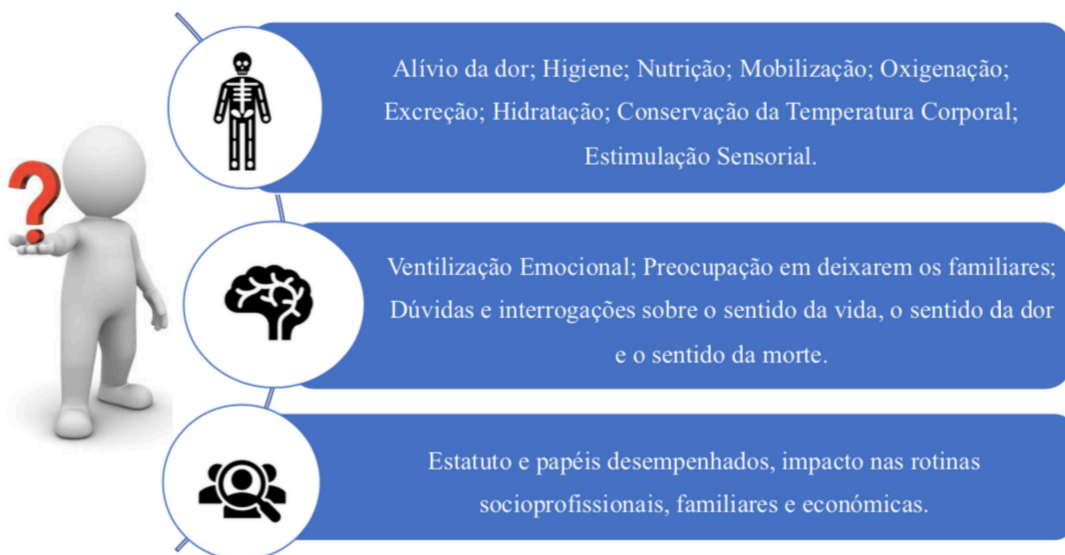 Alívio da dor; Higiene; Nutrição; Mobilização; Oxigenação;
Excreção; Hidratação; Conservação da Temperatura Corporal;
Estimulação Sensorial.
Ventilização Emocional; Preocupação em deixarem os familiares;
Dúvidas e interrogações sobre o sentido da vida, o sentido da dor
e o sentido da morte.
Estatuto e papéis desempenhados, impacto nas rotinas
socioprofissionais, familiares e económicas.